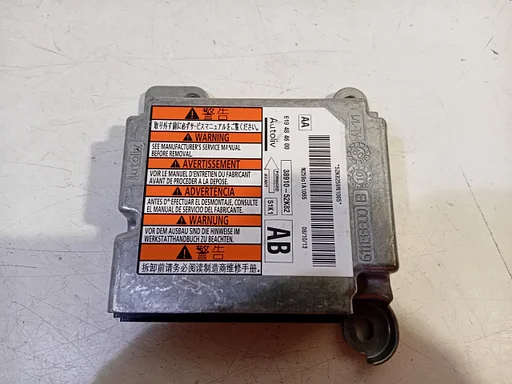 警告
取り外す前に必ずサービスマニュアルをご覧ください。
WARNING
SEE MANUFACTURER'S SERVICE MANUAL
BEFORE REMOVAL.
AVERTISSEMENT
VOIR LE MANUEL D'ENTRETIEN DU FABRICANT
AVANT DE PROCEDER A LA DEPOSE.
ADVERTENCIA
ANTES DE EFECTUAR EL DESMONTAJE, CONSULTE
EL MANUAL DE SERVICIO DEL FABRICANTE.
WARNUNG
VOR DEM AUSBAU SIND DIE HINWEISE IM
WERKSTATTHANDBUCH ZU BEACHTEN.
警告
拆卸前请务必阅读制造商维修手册.
Autoliv
619 48 46 00
AA
38910-52K82
51K1
AB